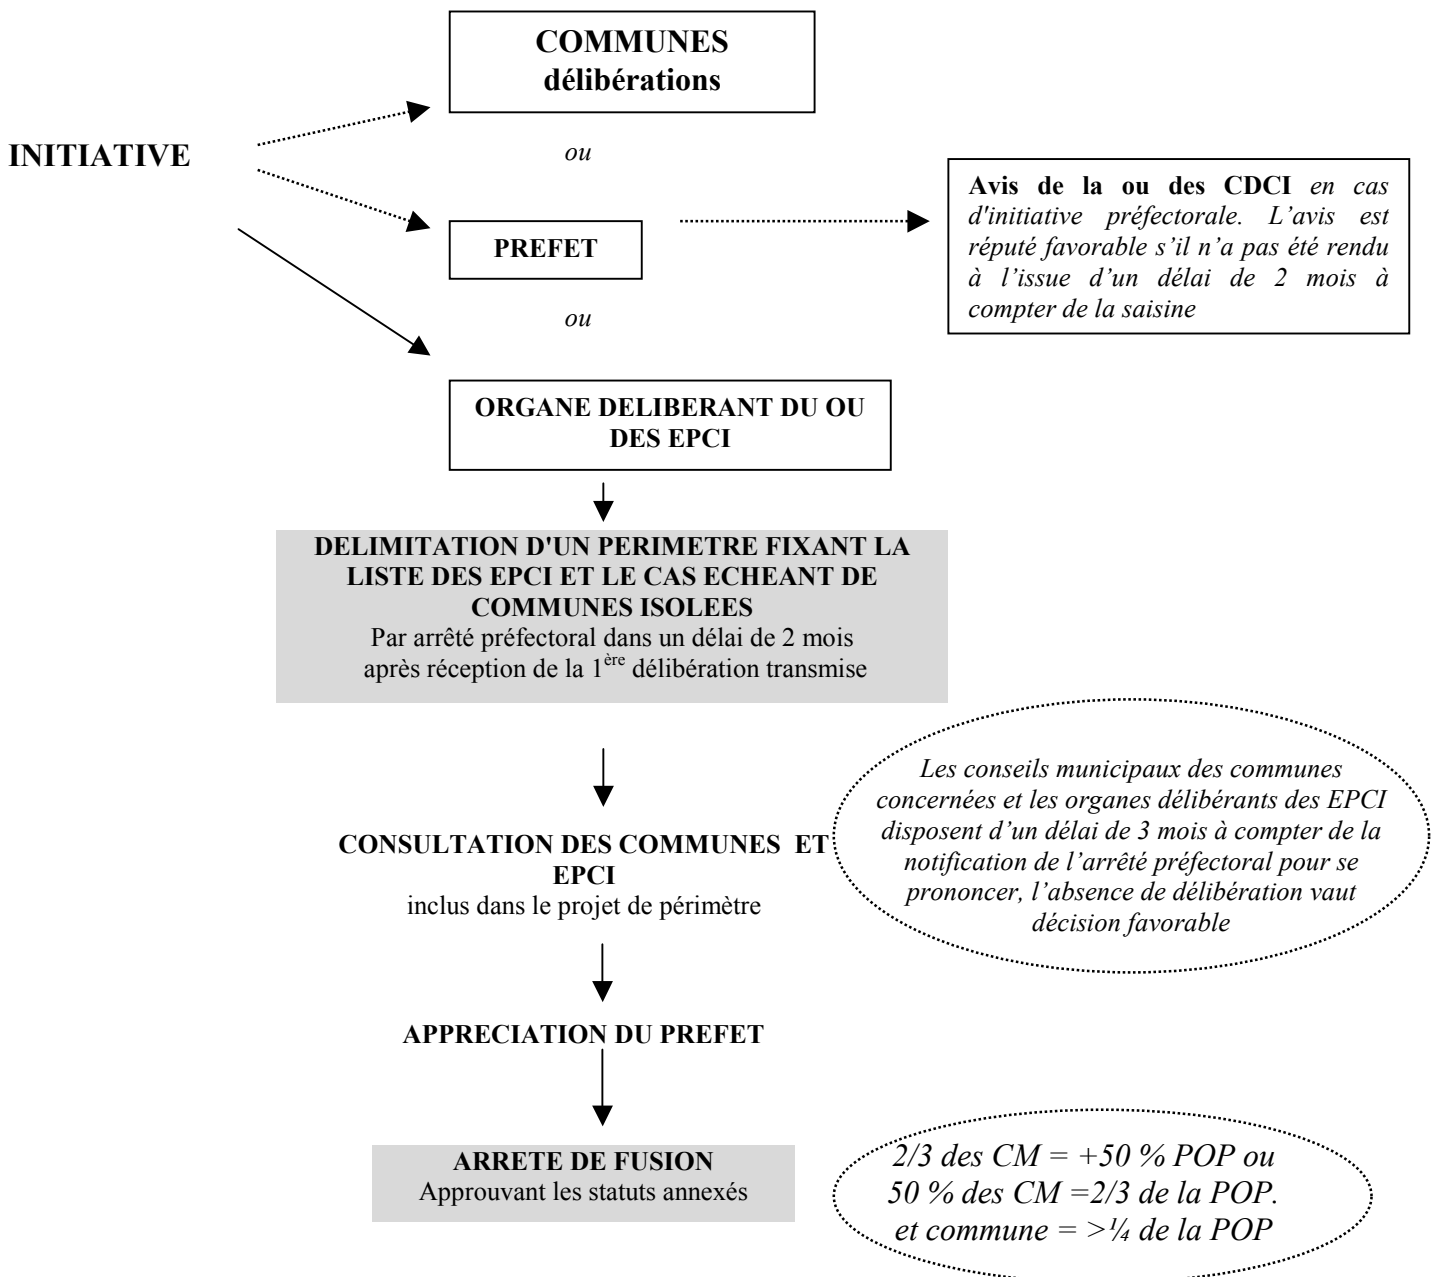 COMMUNES
délibérations
INITIATIVE
ou
Avis de la ou des CDCI en cas
d'initiative préfectorale. L’avis est
réputé favorable s’il n’a pas été rendu
à l’issue d’un délai de 2 mois à
compter de la saisine
PREFET
ou
ORGANE DELIBERANT DU OU
DES EPCI
DELIMITATION D'UN PERIMETRE FIXANT LA
LISTE DES EPCI ET LE CAS ECHEANT DE
COMMUNES ISOLEES
Par arrêté préfectoral dans un délai de 2 mois
après réception de la 1ère délibération transmise
Les conseils municipaux des communes
concernées et les organes délibérants des EPCI
disposent d’un délai de 3 mois à compter de la
notification de l’arrêté préfectoral pour se
prononcer, l’absence de délibération vaut
décision favorable
CONSULTATION DES COMMUNES ET
EPCI
inclus dans le projet de périmètre
APPRECIATION DU PREFET
ARRETE DE FUSION
Approuvant les statuts annexés
2/3 des CM = +50 % POP ou
50 % des CM =2/3 de la POP.
et commune = >¼ de la POP